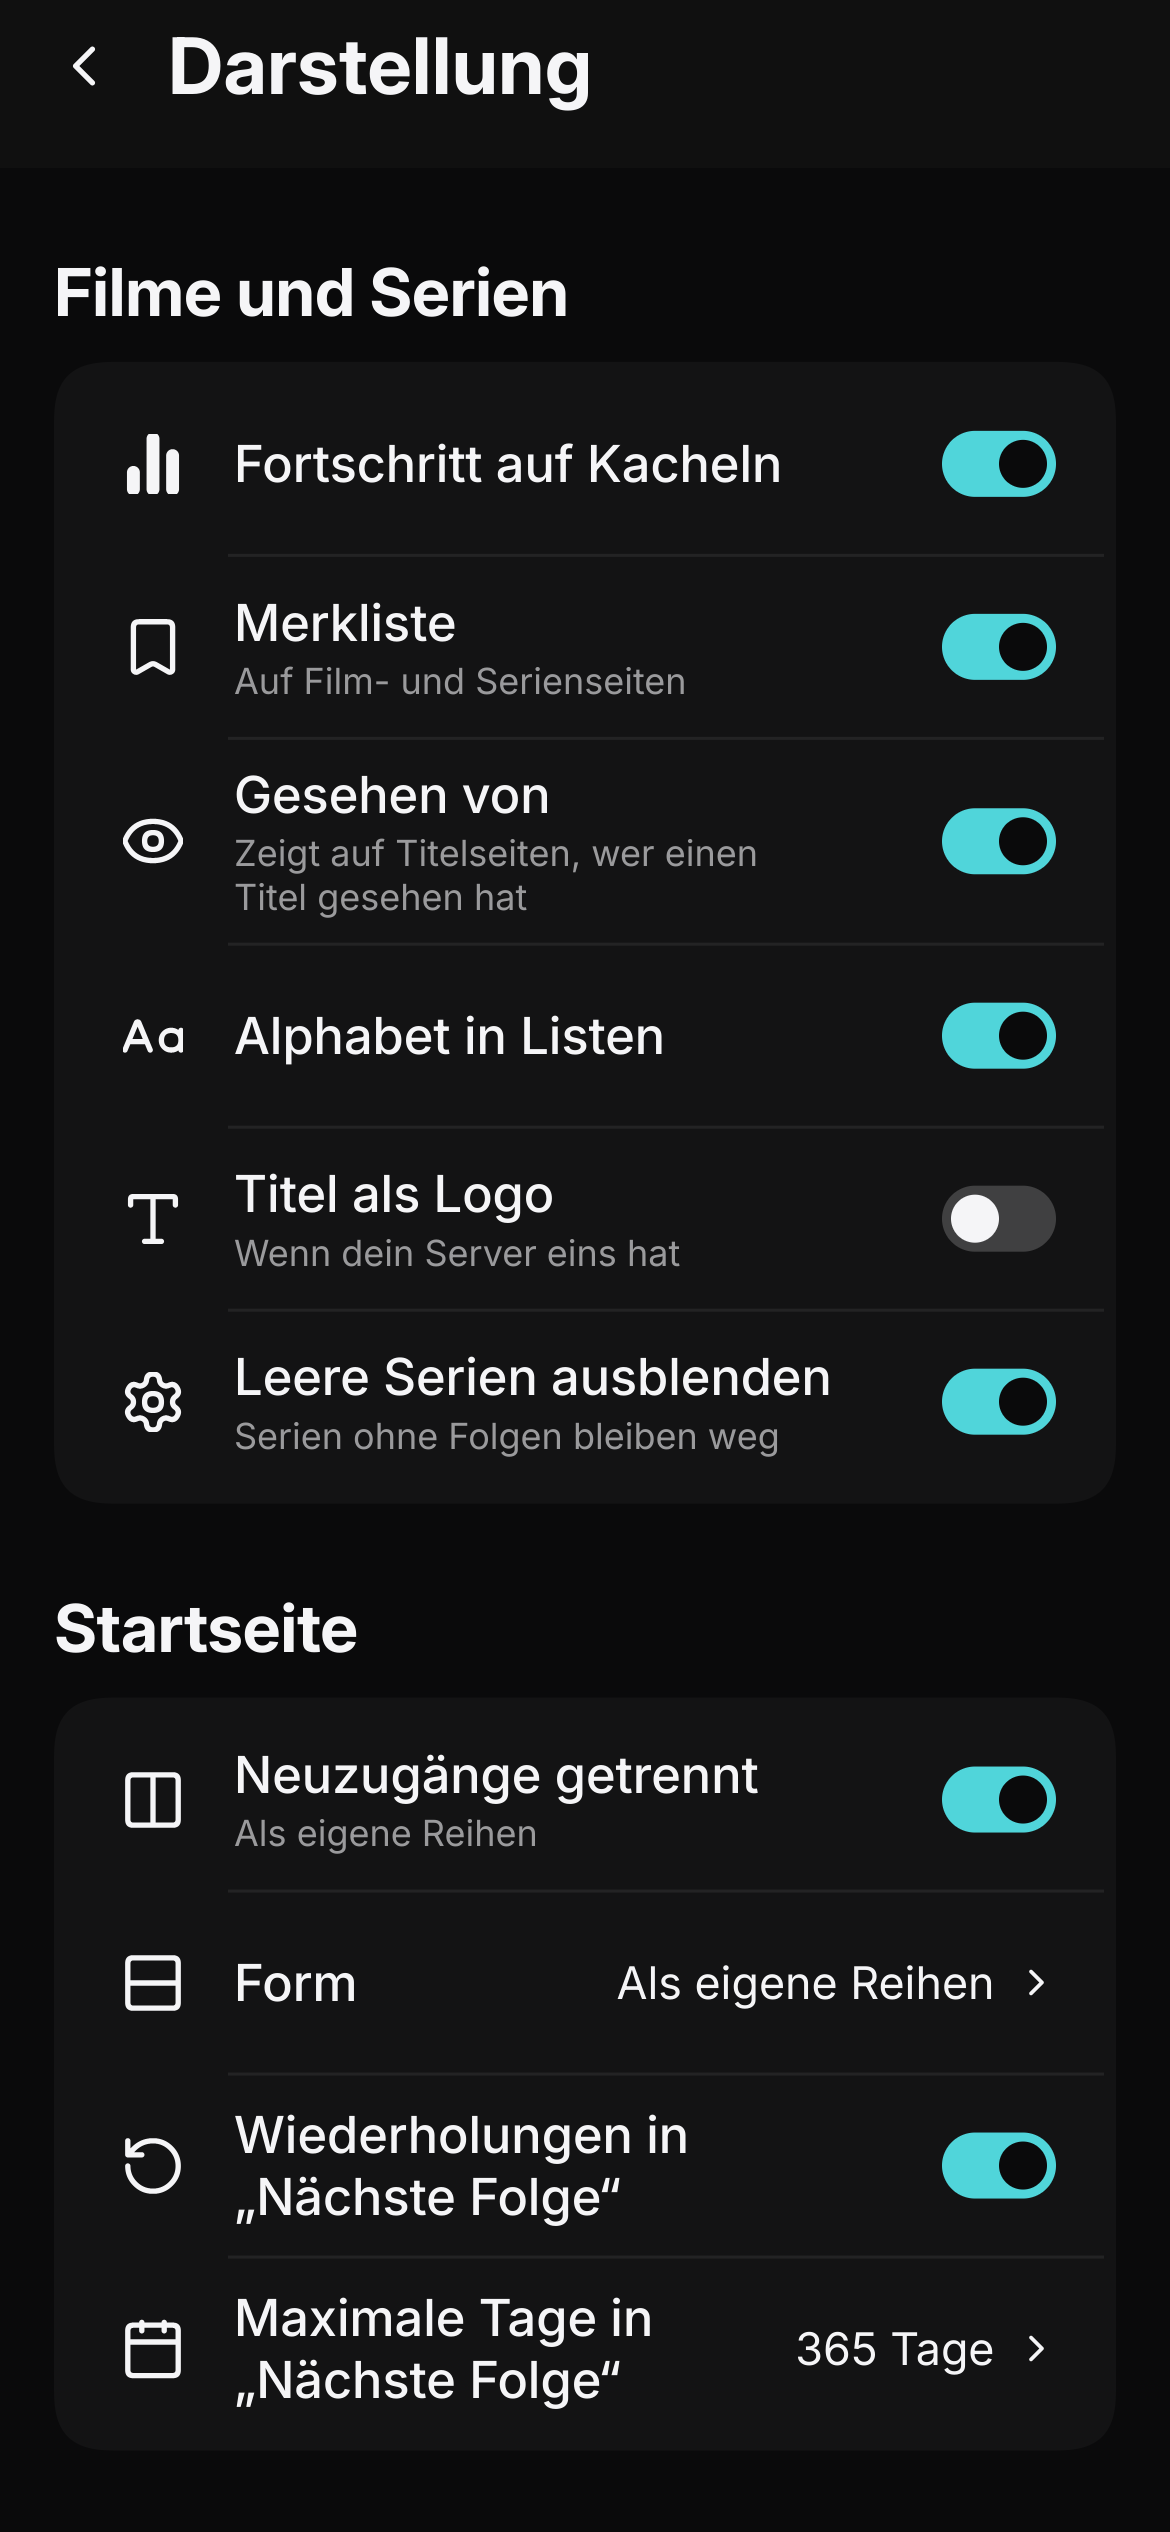 Darstellung
Filme und Serien
Fortschritt auf Kacheln
Merkliste
Auf Film- und Serienseiten
Gesehen von
Zeigt auf Titelseiten, wer einen
Titel gesehen hat
Aa Alphabet in Listen
Titel als Logo
Wenn dein Server eins hat
Leere Serien ausblenden
Serien ohne Folgen bleiben weg
Startseite
Neuzugänge getrennt
Als eigene Reihen
Form Als eigene Reihen
Wiederholungen in
„Nächste Folge“
Maximale Tage in
„Nächste Folge“
365 Tage